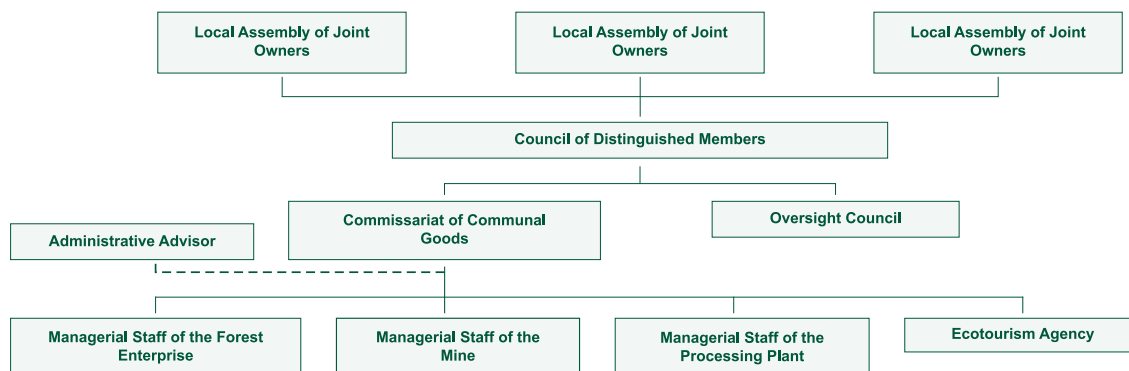 Local Assembly of Joint
Owners
Local Assembly of Joint
Owners
Local Assembly of Joint
Owners
Council of Distinguished Members
Commissariat of Communal
Goods
Oversight Council
Administrative Advisor
Managerial Staff of the Forest
Enterprise
Managerial Staff of the
Mine
Managerial Staff of the
Processing Plant
Ecotourism Agency